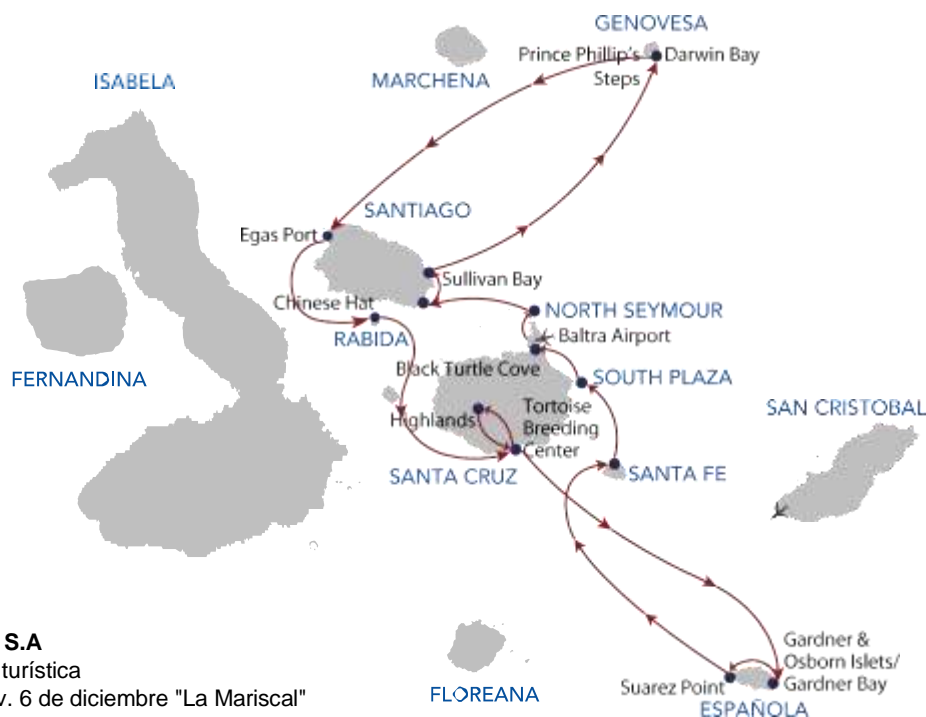 GENOVESA
Prince Phillip's
Steps
Darwin Bay
MARCHENA
ISABELA
SANTIAGO
Egas Port
Sullivan Bay
Chinese Hat
RABIDA
NORTH SEYMOUR
Baltra Airport
FERNANDINA
Black Turtle Cove
SOUTH PLAZA
Highlands
Tortoise
Breeding
Center
SAN CRISTOBAL
SANTA CRUZ
SANTA FE
S.A
turística
v. 6 de diciembre "La Mariscal"
FLOREANA
Suarez Point
Gardner &
Osborn Islets/
Gardner Bay
ESPAÑOLA